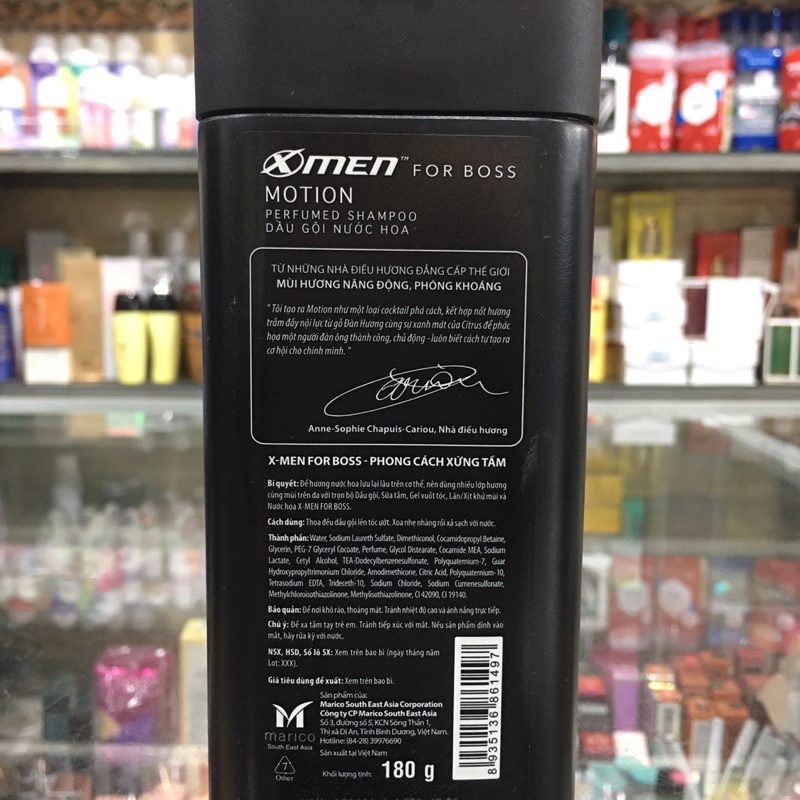 XMEN™ FOR BOSS
MOTION
PERFUMED SHAMPOO
DẦU GỘI NƯỚC HOA
TỪ NHỮNG NHÀ ĐIỀU HƯƠNG ĐẲNG CẤP THẾ GIỚI
MÙI HƯƠNG NĂNG ĐỘNG, PHÓNG KHOÁNG
"Tôi tạo ra Motion như một loại cocktail phá cách, kết hợp nốt hương
trầm đầy nội lực từ gỗ Đàn Hương cùng sự xanh mát của Citrus để phác
họa một người đàn ông thành công, chủ động - luôn biết cách tự tạo ra
cơ hội cho chính mình."
Anne-Sophie Chapuis-Cariou, Nhà điều hương
X-MEN FOR BOSS - PHONG CÁCH XỨNG TẦM
Bí quyết: Để hương nước hoa lưu lại lâu trên cơ thể, nên dùng nhiều lớp hương
cùng mùi trên da với trọn bộ Dầu gội, Sữa tắm, Gel vuốt tóc, Lăn/Xịt khử mùi và
Nước hoa X-MEN FOR BOSS.
Cách dùng: Thoa đều dầu gội lên tóc ướt. Xoa nhẹ nhàng rồi xả sạch với nước.
Thành phần: Water, Sodium Laureth Sulfate, Dimethiconol, Cocamidopropyl Betaine,
Glycerin, PEG-7 Glyceryl Cocoate, Perfume, Glycol Distearate, Cocamide MEA, Sodium
Lactate, Cetyl Alcohol, TEA-Dodecylbenzenesulfonate, Polyquaternium-7, Guar
Hydroxypropyltrimonium Chloride, Amodimethicone, Citric Acid, Polyquaternium-10,
Tetrasodium EDTA, Trideceth-10, Sodium Chloride, Sodium Cumenesulfonate,
Methylchloroisothiazolinone, Methylisothiazolinone, CI 42090, CI 19140.
Bảo quản: Để nơi khô ráo, thoáng mát. Tránh nhiệt độ cao và ánh nắng trực tiếp.
Chú ý: Để xa tầm tay trẻ em. Tránh tiếp xúc với mắt. Nếu sản phẩm dính vào
mắt, hãy rửa kỹ với nước.
NSX, HSD, Số lô SX: Xem trên bao bì (ngày tháng năm
Lot: XXX).
Giá tiêu dùng đề xuất: Xem trên bao bì.
Sản phẩm của:
Marico South East Asia Corporation
Công ty CP Marico South East Asia
Số 3, đường số 5, KCN Sóng Thần 1,
Thị xã Dĩ An, Tỉnh Bình Dương, Việt Nam.
Hotline: (84-28) 39976690
Sản xuất tại Việt Nam
marico
South East Asia
7
Other
Khối lượng tịnh: 180 g
8 935136 861497